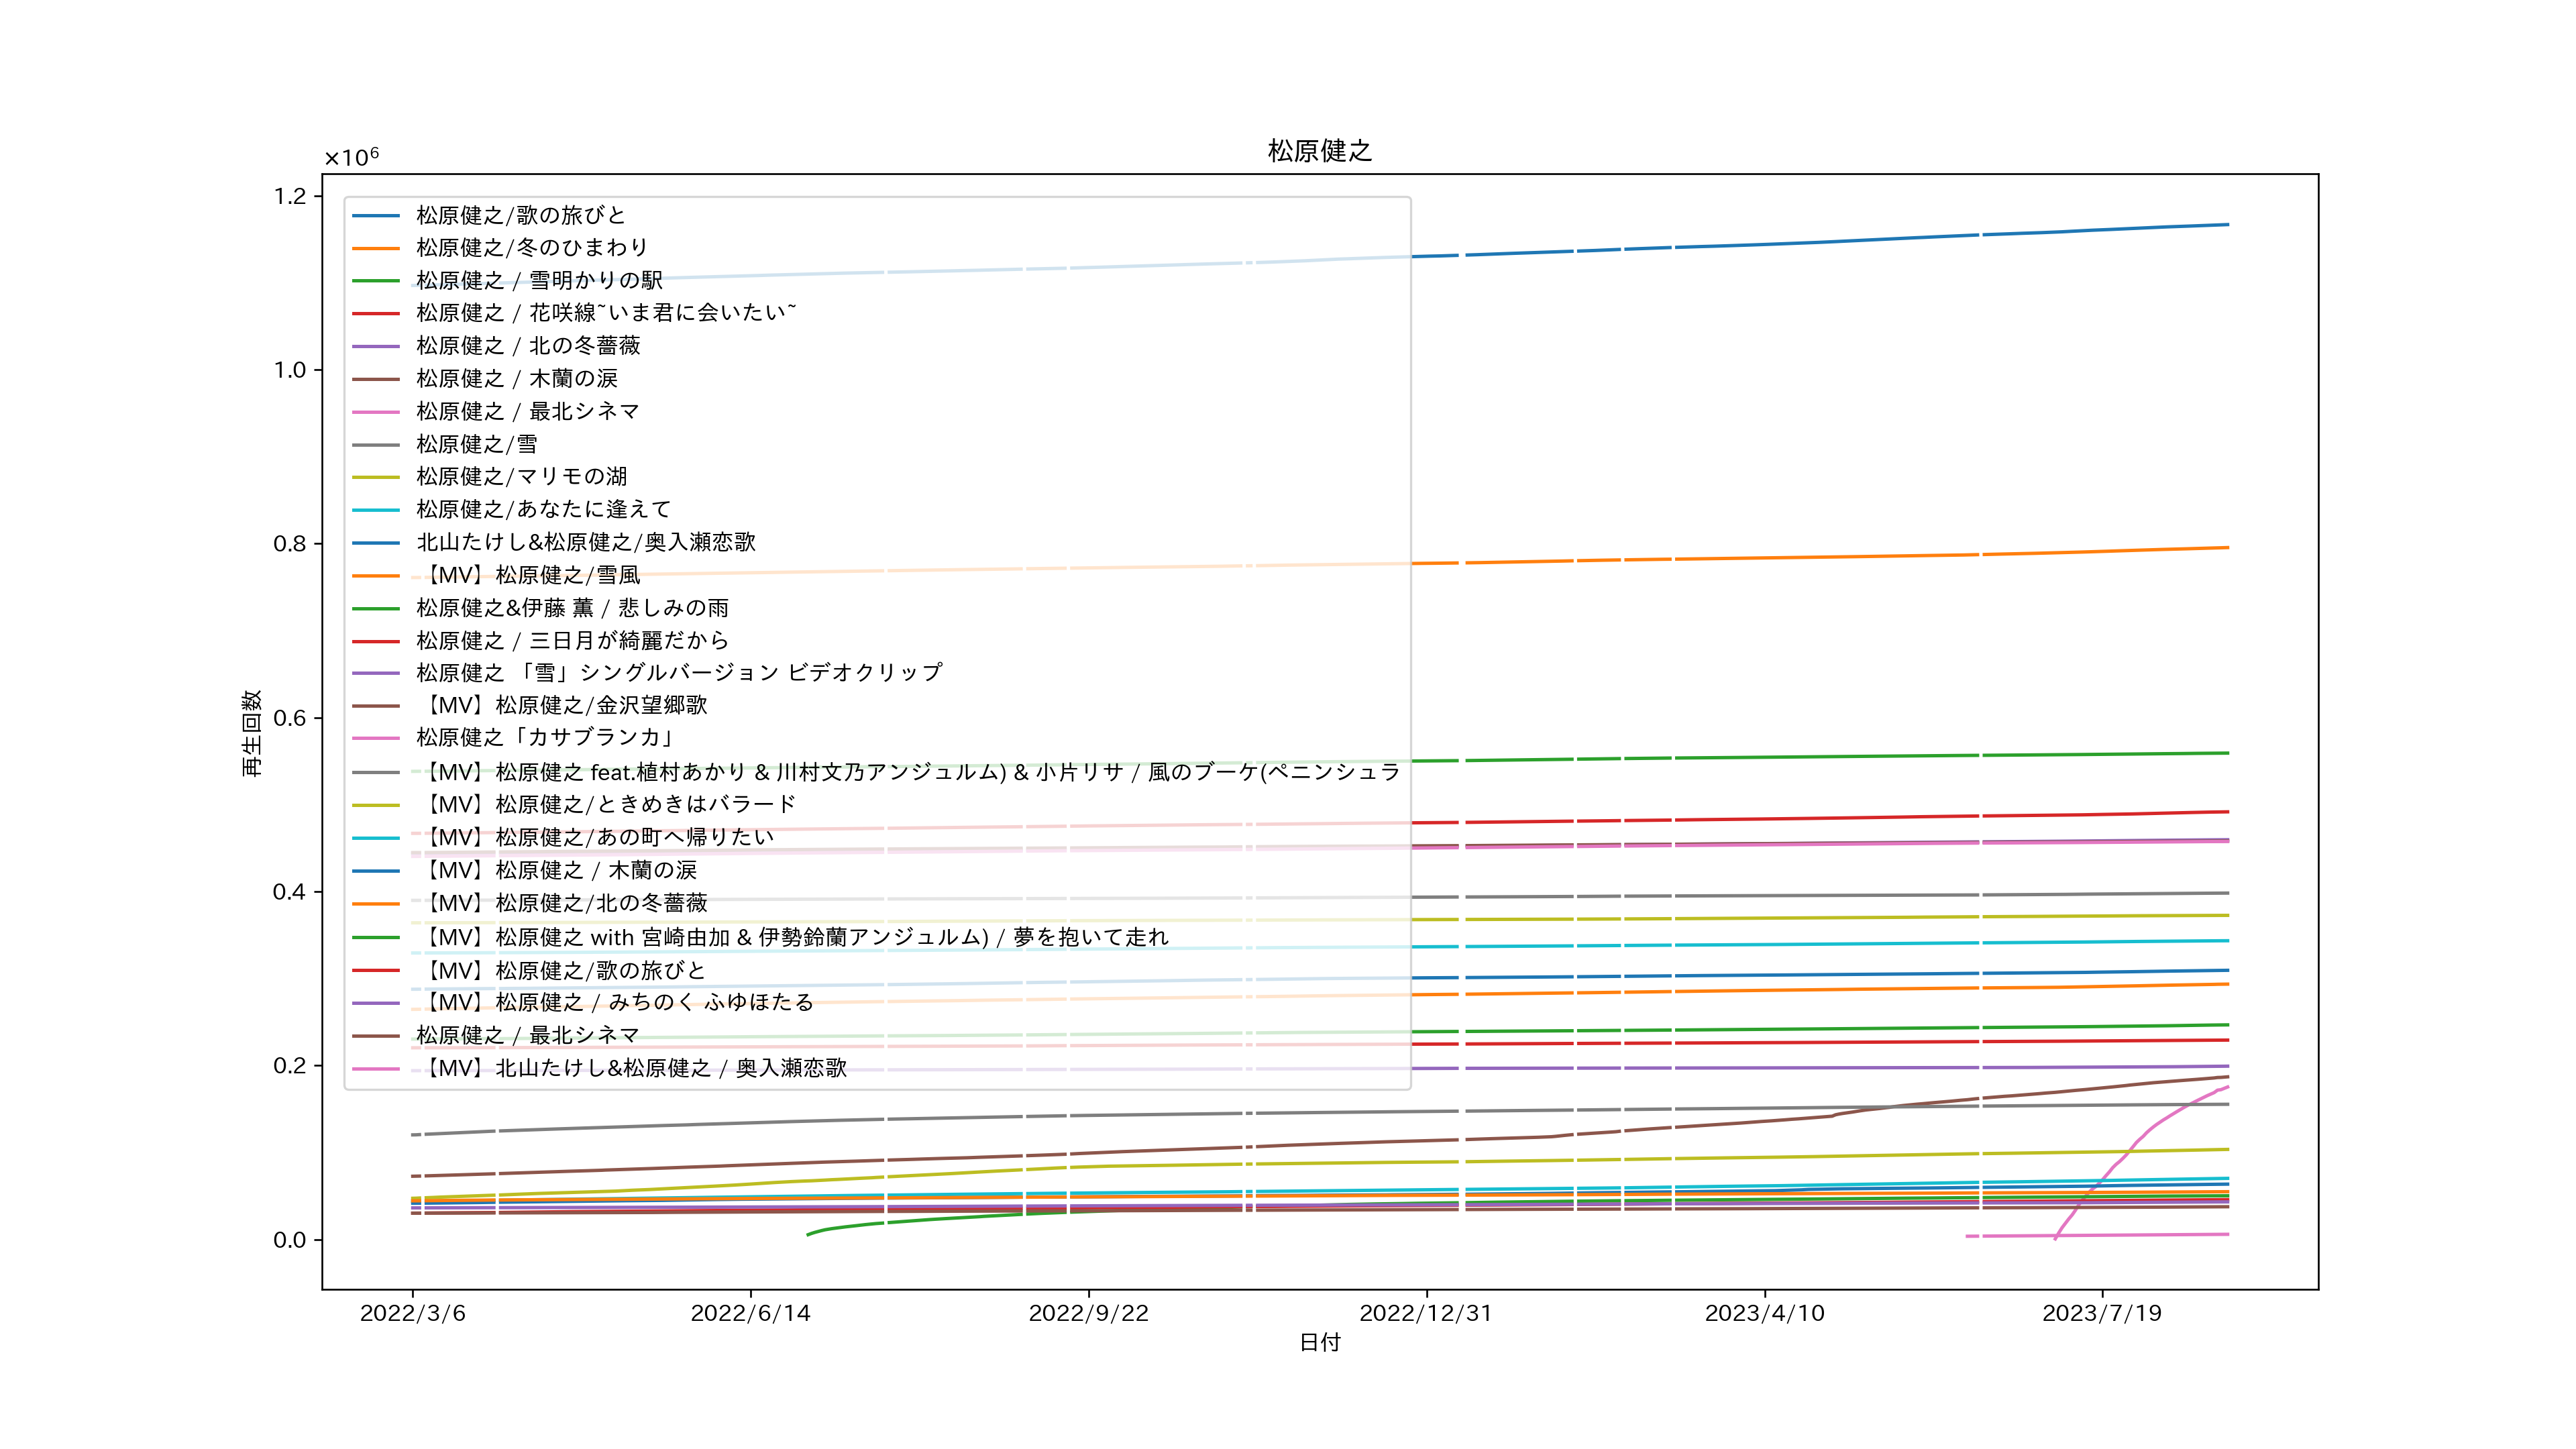 松原健之
×10⁶
1.2
1.0
0.8
0.6
0.4
0.2
0.0
再生回数
松原健之/歌の旅びと
松原健之/冬のひまわり
松原健之 / 雪明かりの駅
松原健之 / 花咲線~いま君に会いたい~
松原健之 / 北の冬薔薇
松原健之 / 木蘭の涙
松原健之 / 最北シネマ
松原健之/雪
松原健之/マリモの湖
松原健之/あなたに逢えて
北山たけし&松原健之/奥入瀬恋歌
【MV】松原健之/雪風
松原健之&伊藤 薫 / 悲しみの雨
松原健之 / 三日月が綺麗だから
松原健之 「雪」シングルバージョン ビデオクリップ
【MV】松原健之/金沢望郷歌
松原健之「カサブランカ」
【MV】松原健之 feat.植村あかり & 川村文乃アンジュルム) & 小片リサ / 風のブーケ(ペニンシュラ
【MV】松原健之/ときめきはバラード
【MV】松原健之/あの町へ帰りたい
【MV】松原健之 / 木蘭の涙
【MV】松原健之/北の冬薔薇
【MV】松原健之 with 宮崎由加 & 伊勢鈴蘭アンジュルム) / 夢を抱いて走れ
【MV】松原健之/歌の旅びと
【MV】松原健之 / みちのく ふゆほたる
松原健之 / 最北シネマ
【MV】北山たけし&松原健之 / 奥入瀬恋歌
2022/3/6 2022/6/14 2022/9/22 2022/12/31 2023/4/10 2023/7/19
日付